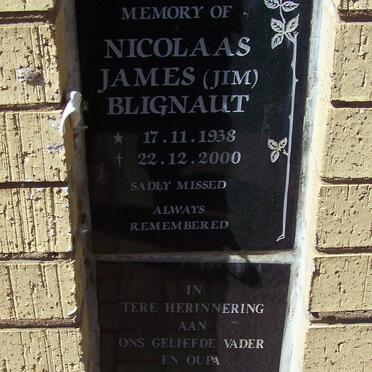 MEMORY OF
NICOLAAS
JAMES (JIM)
BLIGNAUT
★ 17.11.1938
† 22.12.2000
SADLY MISSED
ALWAYS
REMEMBERED
IN
TERE HERINNERING
AAN
ONS GELIEFDE VADER
EN OUPA